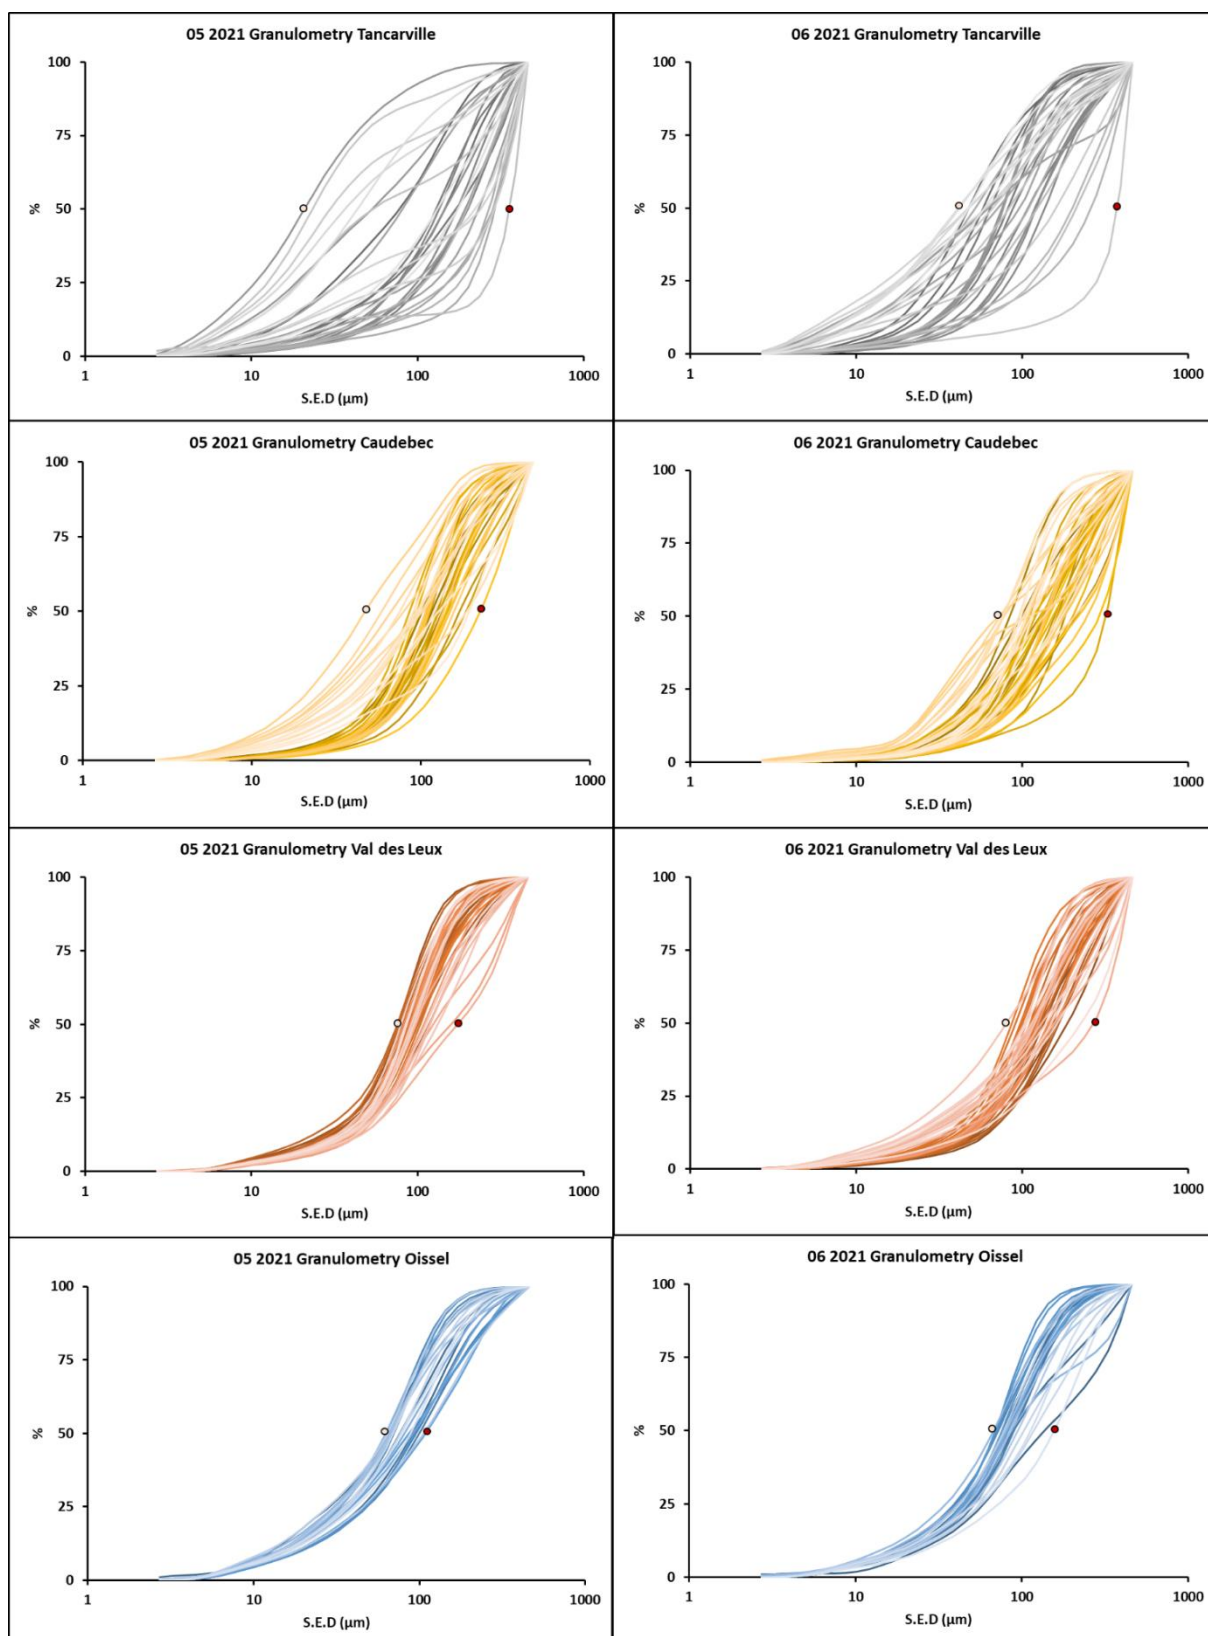 05 2021 Granulometry Tancarville
100
75
50
25
0
%
1 10 100 1000
S.E.D (µm)
06 2021 Granulometry Tancarville
100
75
50
25
0
%
1 10 100 1000
S.E.D (µm)
05 2021 Granulometry Caudebec
100
75
50
25
0
%
1 10 100 1000
S.E.D (µm)
06 2021 Granulometry Caudebec
100
75
50
25
0
%
1 10 100 1000
S.E.D (µm)
05 2021 Granulometry Val des Leux
100
75
50
25
0
%
1 10 100 1000
S.E.D (µm)
06 2021 Granulometry Val des Leux
100
75
50
25
0
%
1 10 100 1000
S.E.D (µm)
05 2021 Granulometry Oissel
100
75
50
25
0
%
1 10 100 1000
S.E.D (µm)
06 2021 Granulometry Oissel
100
75
50
25
0
%
1 10 100 1000
S.E.D (µm)